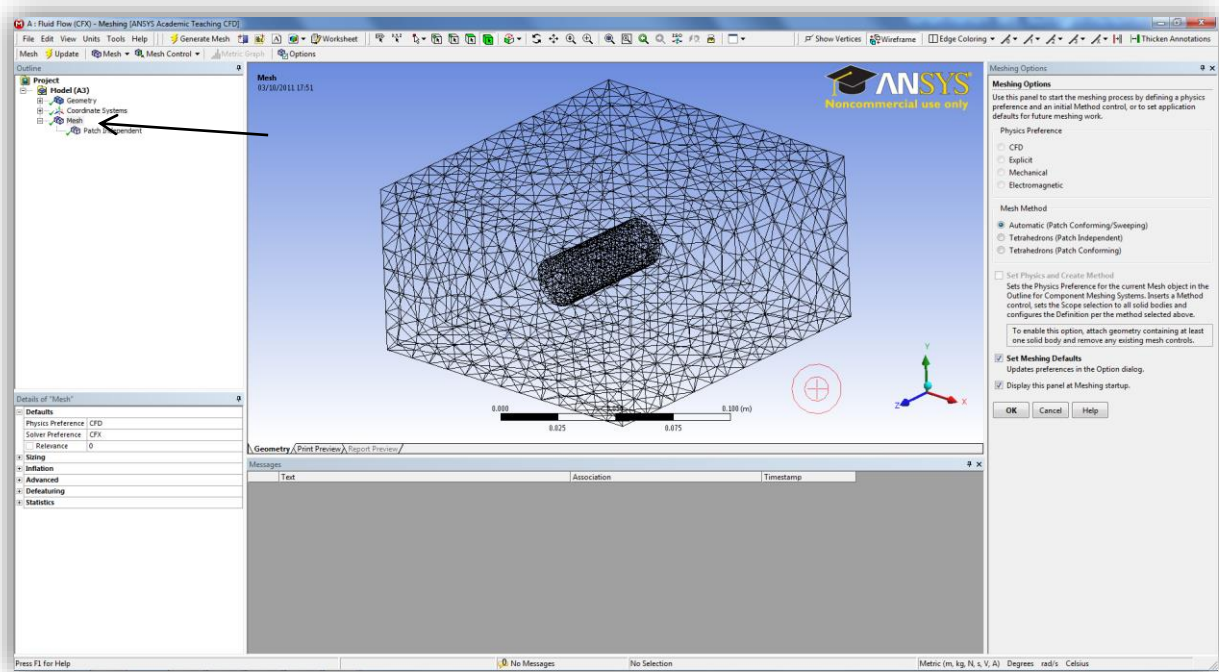 A : Fluid Flow (CFX) - Meshing [ANSYS Academic Teaching CFD]
File Edit View Units Tools Help Generate Mesh Worksheet Show Vertices Wireframe Edge Coloring Thicken Annotations
Mesh Update Mesh Mesh Control Metric Graph Options
Outline
Project
Model (A3)
Geometry
Coordinate Systems
Mesh
Patch Independent
Details of "Mesh"
Defaults
Physics Preference CFD
Solver Preference CFX
Relevance 0
Sizing
Inflation
Advanced
Defeaturing
Statistics
Mesh
03/10/2011 17:51
ANSYS
Noncommercial use only
Y
Z X
0.000 0.050 0.100 (m)
0.025 0.075
Geometry Print Preview Report Preview
Messages
Text Association Timestamp
Meshing Options
Meshing Options
Use this panel to start the meshing process by defining a physics
preference and an initial Method control, or to set application
defaults for future meshing work.
Physics Preference
CFD
Explicit
Mechanical
Electromagnetic
Mesh Method
Automatic (Patch Conforming/Sweeping)
Tetrahedrons (Patch Independent)
Tetrahedrons (Patch Conforming)
Set Physics and Create Method
Sets the Physics Preference for the current Mesh object in the
Outline for Component Meshing Systems. Inserts a Method
control, sets the Scope selection to all solid bodies and
configures the Definition per the method selected above.
To enable this option, attach geometry containing at least
one solid body and remove any existing mesh controls.
Set Meshing Defaults
Updates preferences in the Option dialog.
Display this panel at Meshing startup.
OK Cancel Help
Press F1 for Help 0 No Messages No Selection Metric (m, kg, N, s, V, A) Degrees rad/s Celsius